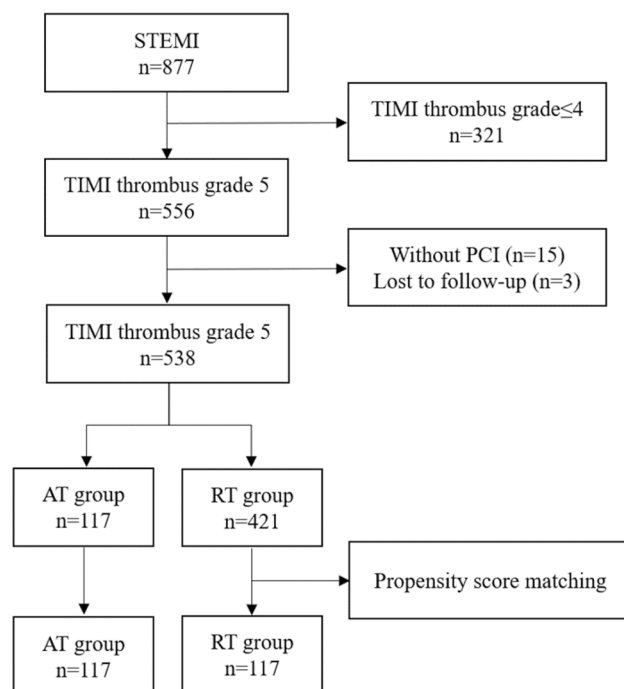 STEMI
n=877
TIMI thrombus grade≤4
n=321
TIMI thrombus grade 5
n=556
Without PCI (n=15)
Lost to follow-up (n=3)
TIMI thrombus grade 5
n=538
AT group
n=117
RT group
n=421
Propensity score matching
AT group
n=117
RT group
n=117